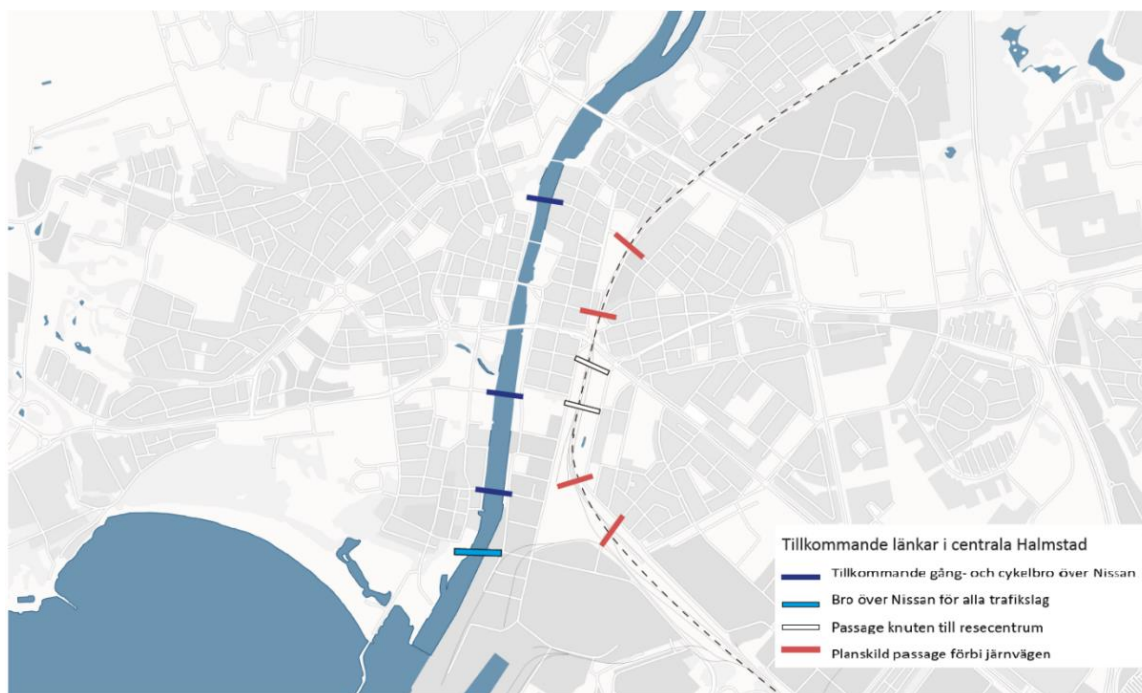 Tillkommande länkar i centrala Halmstad
Tillkommande gång- och cykelbro över Nissan
Bro över Nissan för alla trafikslag
Passage knuten till resecentrum
Planskild passage förbi järnvägen